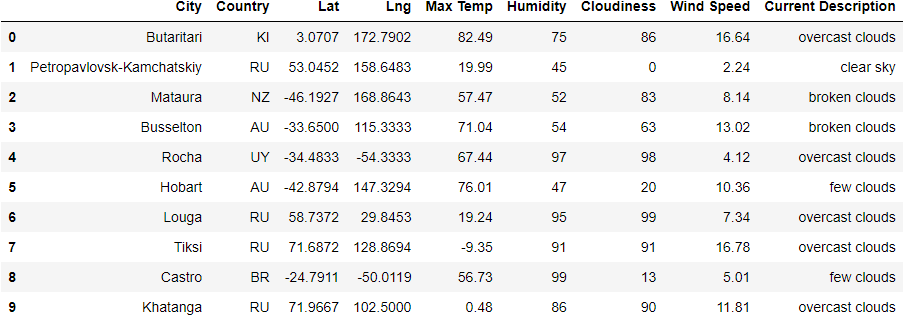 City Country Lat Lng Max Temp Humidity Cloudiness Wind Speed Current Description
0 Butaritari KI 3.0707 172.7902 82.49 75 86 16.64 overcast clouds
1 Petropavlovsk-Kamchatskiy RU 53.0452 158.6483 19.99 45 0 2.24 clear sky
2 Mataura NZ -46.1927 168.8643 57.47 52 83 8.14 broken clouds
3 Busselton AU -33.6500 115.3333 71.04 54 63 13.02 broken clouds
4 Rocha UY -34.4833 -54.3333 67.44 97 98 4.12 overcast clouds
5 Hobart AU -42.8794 147.3294 76.01 47 20 10.36 few clouds
6 Louga RU 58.7372 29.8453 19.24 95 99 7.34 overcast clouds
7 Tiksi RU 71.6872 128.8694 -9.35 91 91 16.78 overcast clouds
8 Castro BR -24.7911 -50.0119 56.73 99 13 5.01 few clouds
9 Khatanga RU 71.9667 102.5000 0.48 86 90 11.81 overcast clouds